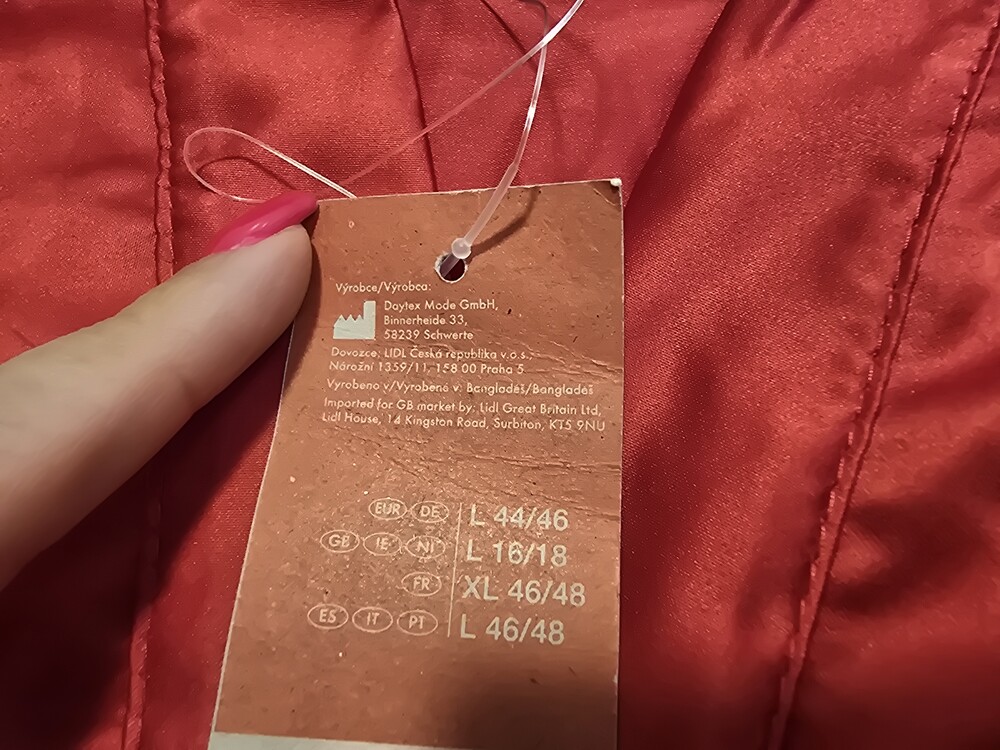 Výrobce/Výrobca:
Daytex Mode GmbH,
Binnerheide 33,
58239 Schwerte
Dovozce: LIDL Česká republika v.o.s.,
Nárožní 1359/11, 158 00 Praha 5
Vyrobeno v/Vyrobené v: Bangladéš/Bangladéš
Imported for GB market by: Lidl Great Britain Ltd,
Lidl House, 14 Kingston Road, Surbiton, KT5 9NU
EUR DE L 44/46
GB IE NI L 16/18
FR XL 46/48
ES IT PT L 46/48